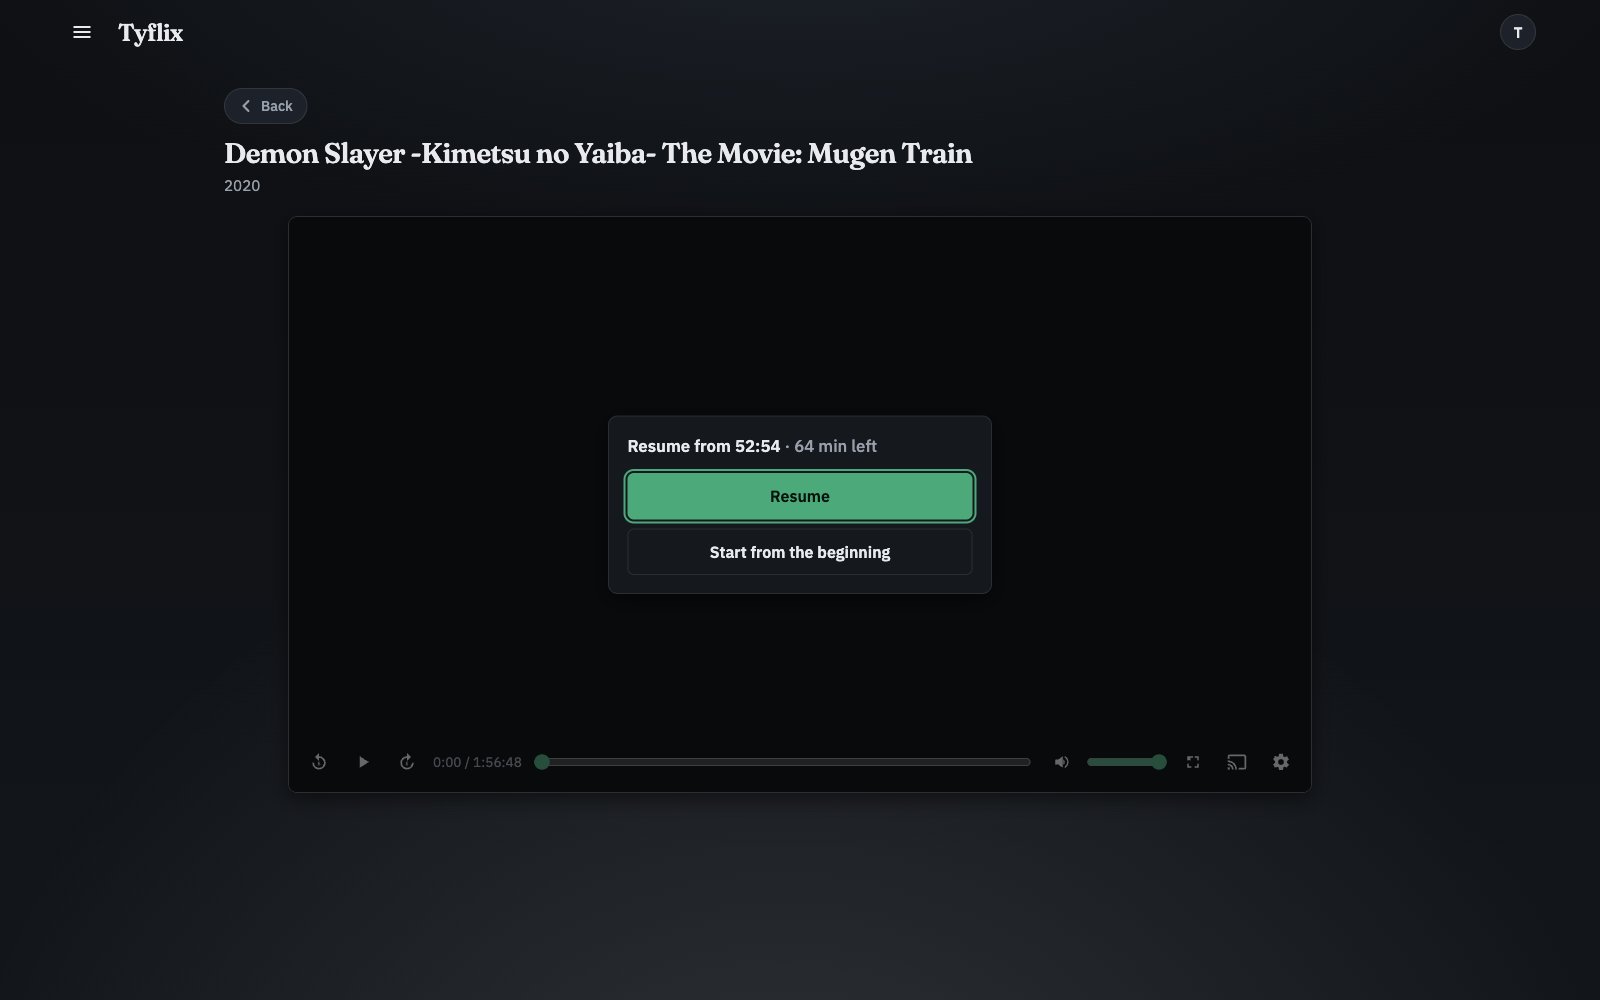 Tyflix
T
Back
Demon Slayer -Kimetsu no Yaiba- The Movie: Mugen Train
2020
Resume from 52:54 · 64 min left
Resume
Start from the beginning
0:00 / 1:56:48